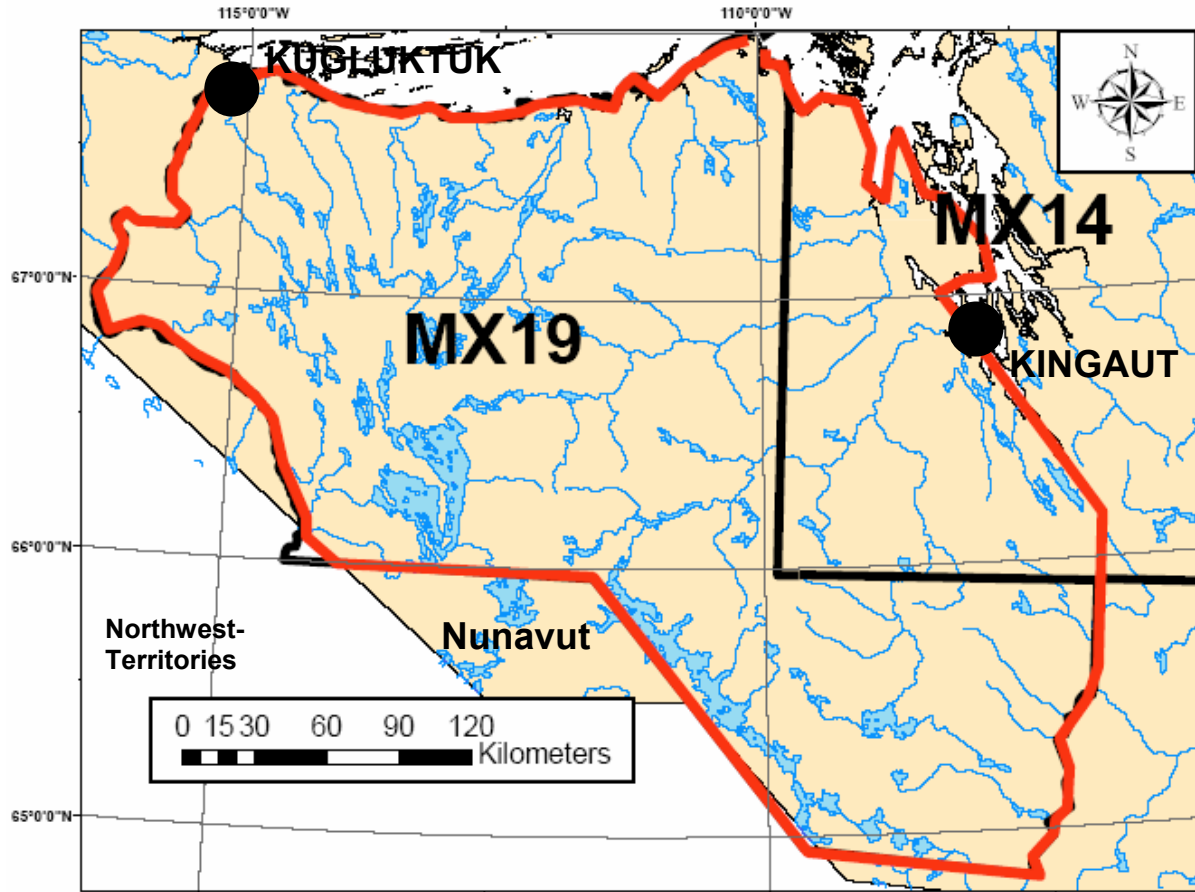 115°0'0"W
110°0'0"W
KUGLUKTUK
N
W E
S
MX14
67°0'0"N
MX19
KINGAUT
66°0'0"N
Northwest-
Territories
Nunavut
0 15 30 60 90 120
Kilometers
65°0'0"N